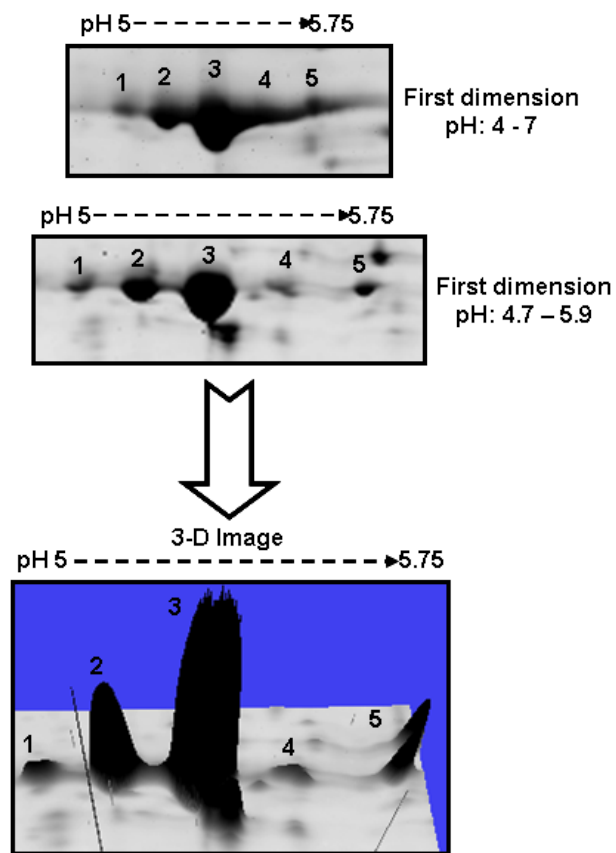 pH 5 5.75
1 2 3 4 5
First dimension
pH: 4 - 7
pH 5 5.75
1 2 3 4 5
First dimension
pH: 4.7 – 5.9
3-D Image
pH 5 5.75
3
2
5
1 4